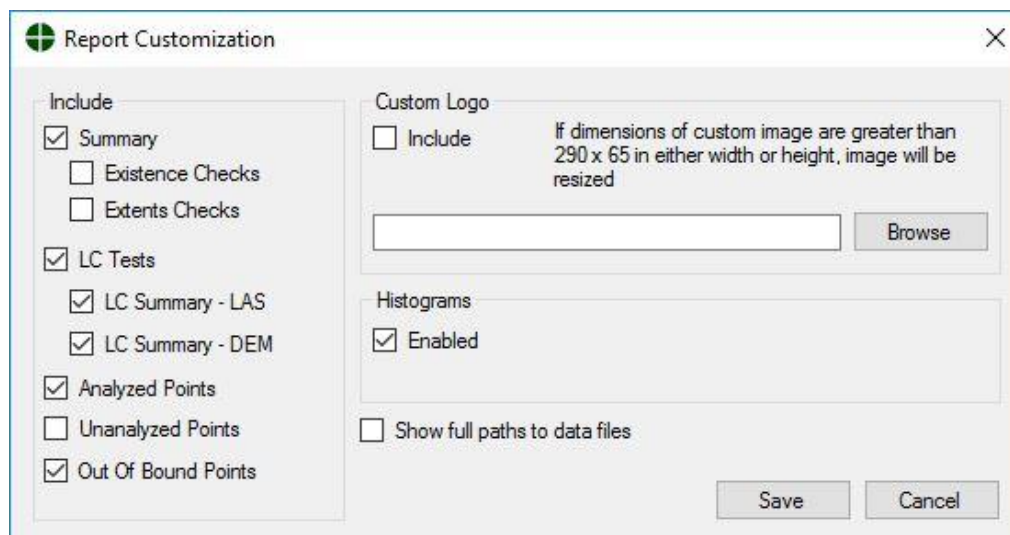 Report Customization
Include
Summary
Existence Checks
Extents Checks
LC Tests
LC Summary - LAS
LC Summary - DEM
Analyzed Points
Unanalyzed Points
Out Of Bound Points
Custom Logo
Include
If dimensions of custom image are greater than
290 x 65 in either width or height, image will be
resized
Browse
Histograms
Enabled
Show full paths to data files
Save
Cancel